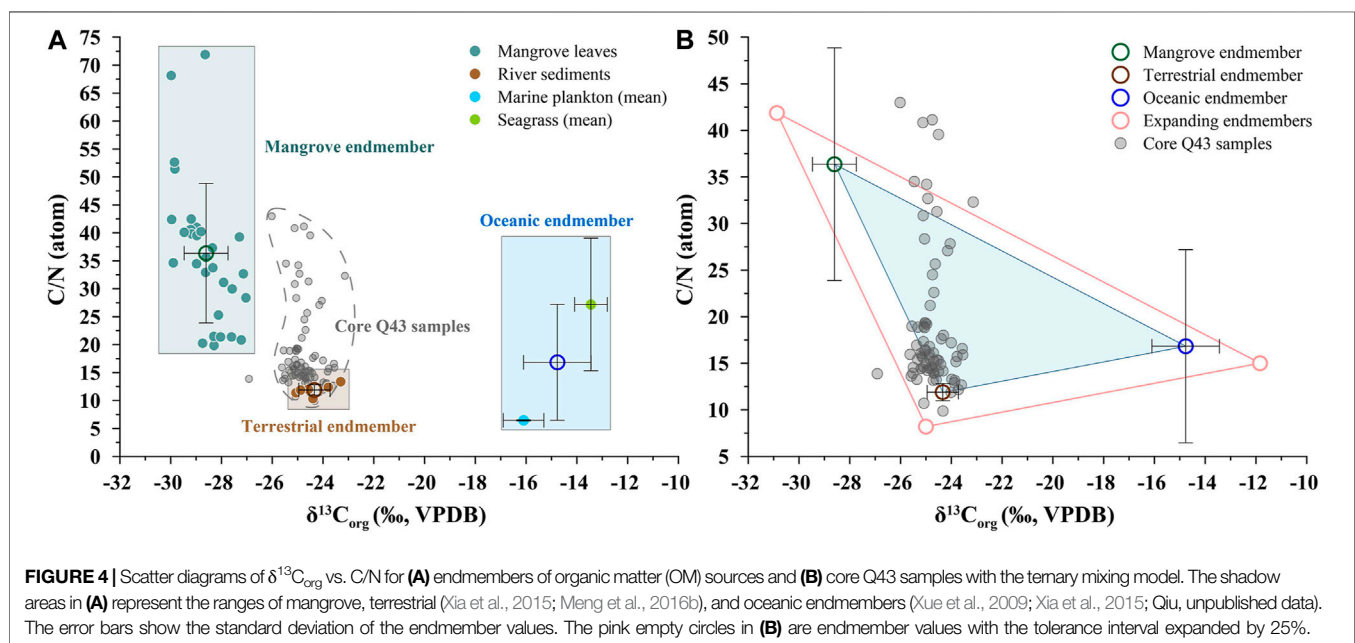 A
75
70
65
60
55
50
45
40
35
30
25
20
15
10
5
0
C/N (atom)
Mangrove leaves
River sediments
Marine plankton (mean)
Seagrass (mean)
Mangrove endmember
Oceanic endmember
Core Q43 samples
Terrestrial endmember
-32 -30 -28 -26 -24 -22 -20 -18 -16 -14 -12 -10
δ¹³C_org (‰, VPDB)
B
50
45
40
35
30
25
20
15
10
5
0
C/N (atom)
Mangrove endmember
Terrestrial endmember
Oceanic endmember
Expanding endmembers
Core Q43 samples
-32 -30 -28 -26 -24 -22 -20 -18 -16 -14 -12 -10
δ¹³C_org (‰, VPDB)
FIGURE 4 | Scatter diagrams of δ¹³C_org vs. C/N for (A) endmembers of organic matter (OM) sources and (B) core Q43 samples with the ternary mixing model. The shadow
areas in (A) represent the ranges of mangrove, terrestrial (Xia et al., 2015; Meng et al., 2016b), and oceanic endmembers (Xue et al., 2009; Xia et al., 2015; Qiu, unpublished data).
The error bars show the standard deviation of the endmember values. The pink empty circles in (B) are endmember values with the tolerance interval expanded by 25%.